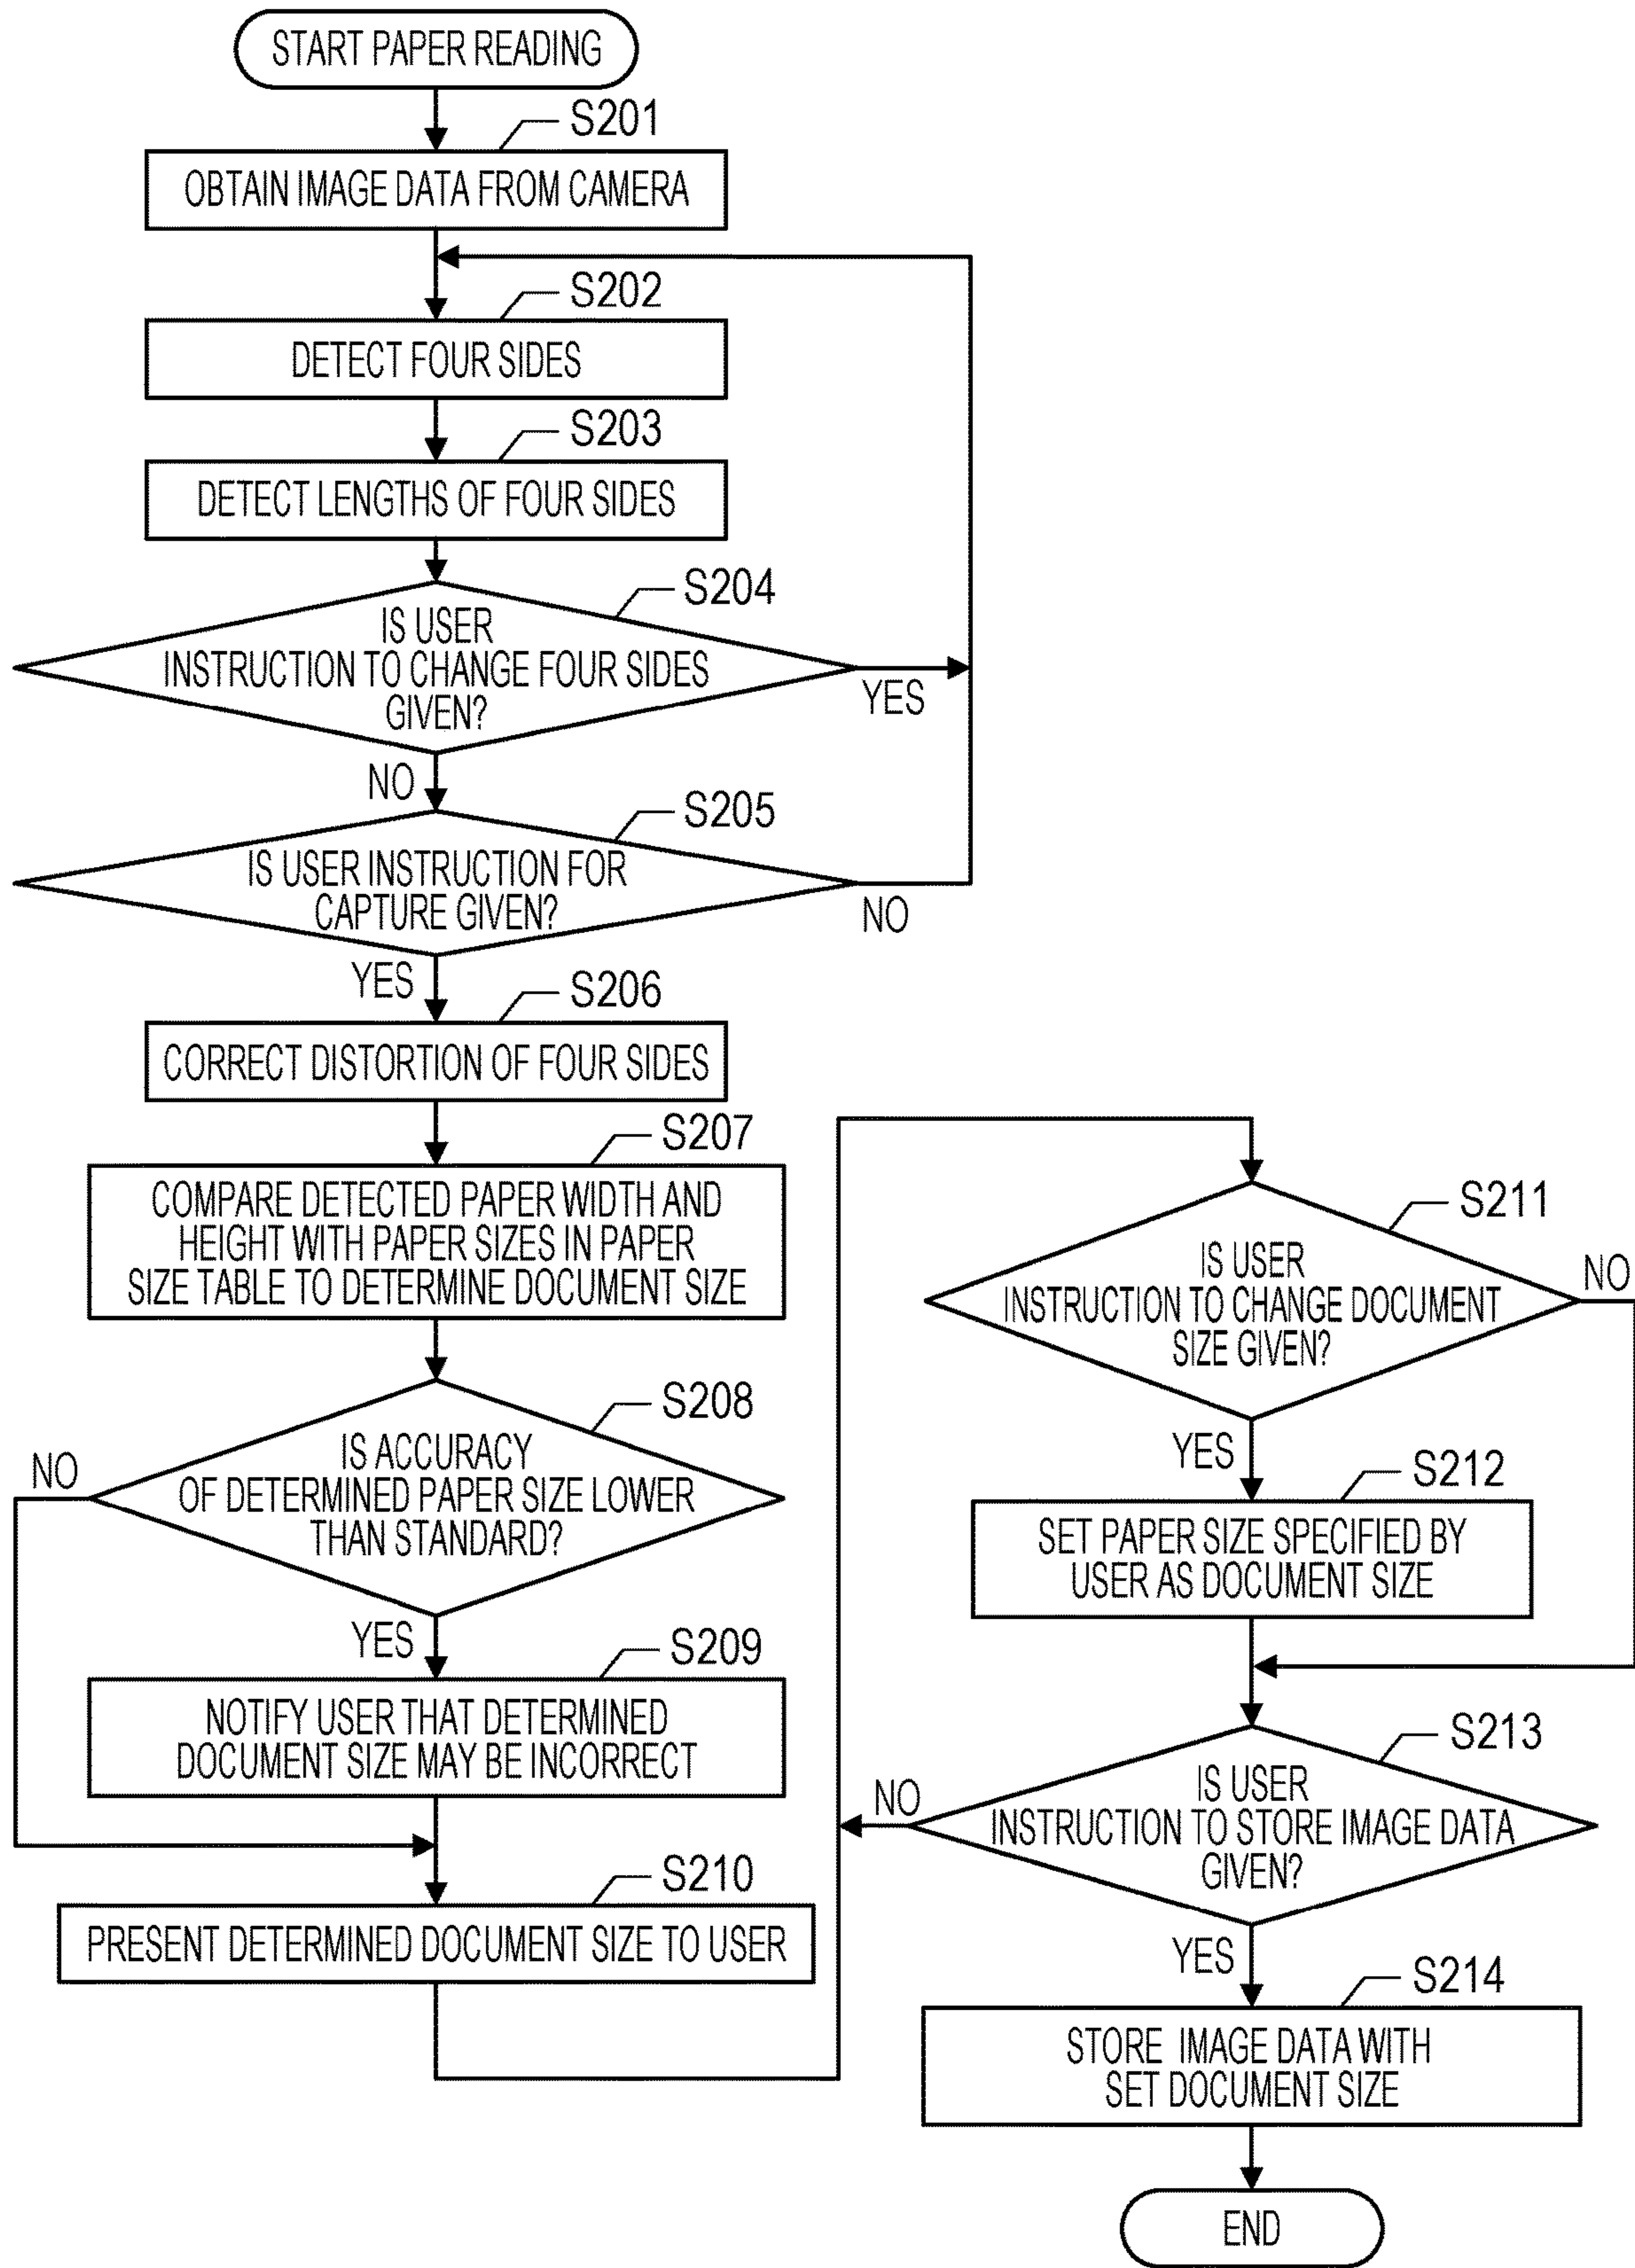 START PAPER READING
S201
OBTAIN IMAGE DATA FROM CAMERA
S202
DETECT FOUR SIDES
S203
DETECT LENGTHS OF FOUR SIDES
S204
IS USER
INSTRUCTION TO CHANGE FOUR SIDES
GIVEN?
YES
NO
S205
IS USER INSTRUCTION FOR
CAPTURE GIVEN?
NO
YES
S206
CORRECT DISTORTION OF FOUR SIDES
S207
COMPARE DETECTED PAPER WIDTH AND
HEIGHT WITH PAPER SIZES IN PAPER
SIZE TABLE TO DETERMINE DOCUMENT SIZE
S208
IS ACCURACY
OF DETERMINED PAPER SIZE LOWER
THAN STANDARD?
NO
YES
S209
NOTIFY USER THAT DETERMINED
DOCUMENT SIZE MAY BE INCORRECT
S210
PRESENT DETERMINED DOCUMENT SIZE TO USER
S211
IS USER
INSTRUCTION TO CHANGE DOCUMENT
SIZE GIVEN?
NO
YES
S212
SET PAPER SIZE SPECIFIED BY
USER AS DOCUMENT SIZE
S213
IS USER
INSTRUCTION TO STORE IMAGE DATA
GIVEN?
NO
YES
S214
STORE IMAGE DATA WITH
SET DOCUMENT SIZE
END